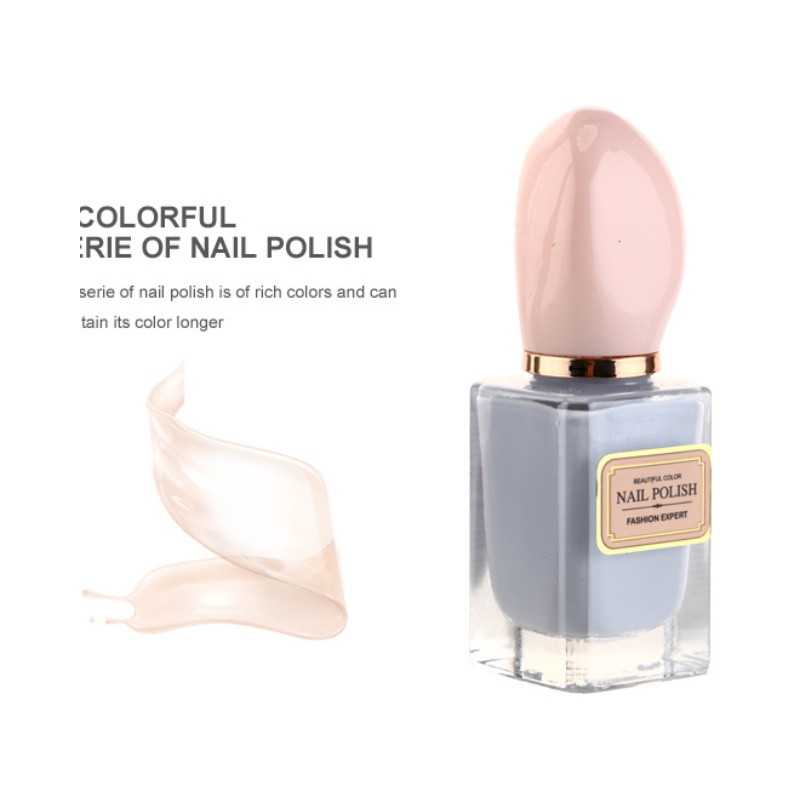 COLORFUL
ERIE OF NAIL POLISH
serie of nail polish is of rich colors and can
tain its color longer
BEAUTIFUL COLOR
NAIL POLISH
FASHION EXPERT